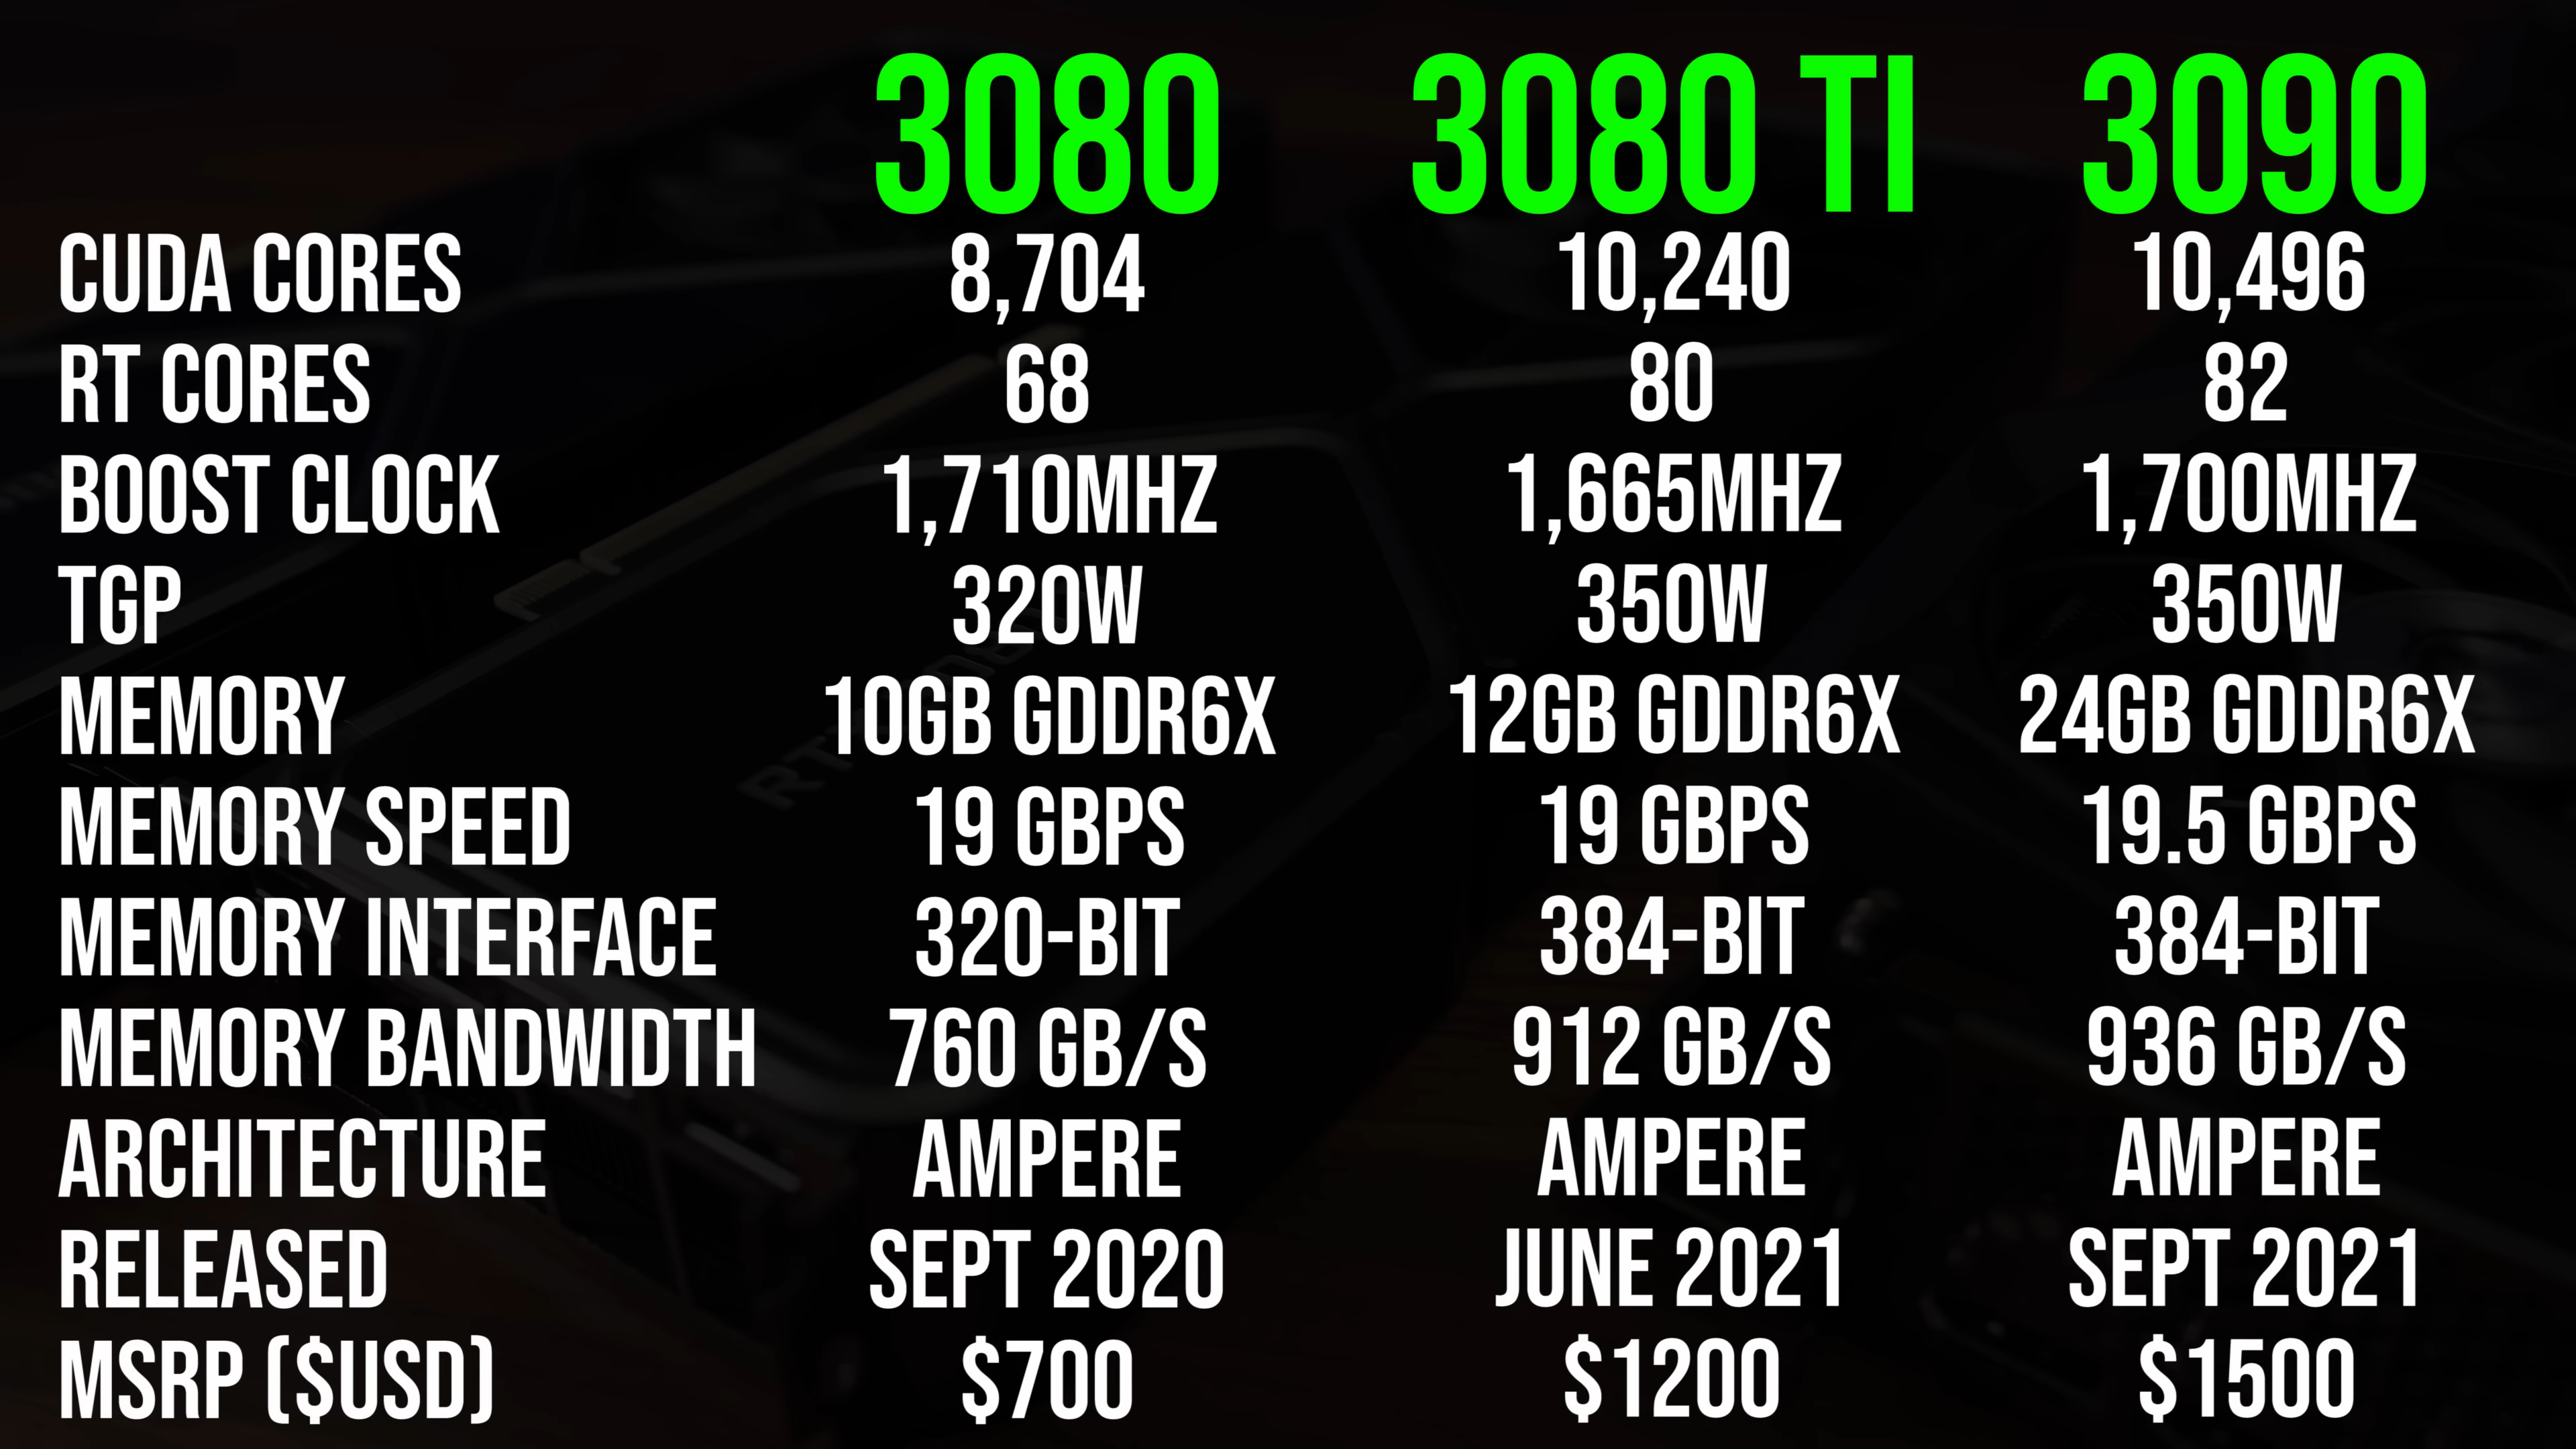 3080 3080 TI 3090
CUDA CORES 8,704 10,240 10,496
RT CORES 68 80 82
BOOST CLOCK 1,710MHZ 1,665MHZ 1,700MHZ
TGP 320W 350W 350W
MEMORY 10GB GDDR6X 12GB GDDR6X 24GB GDDR6X
MEMORY SPEED 19 GBPS 19 GBPS 19.5 GBPS
MEMORY INTERFACE 320-BIT 384-BIT 384-BIT
MEMORY BANDWIDTH 760 GB/S 912 GB/S 936 GB/S
ARCHITECTURE AMPERE AMPERE AMPERE
RELEASED SEPT 2020 JUNE 2021 SEPT 2021
MSRP ($USD) $700 $1200 $1500